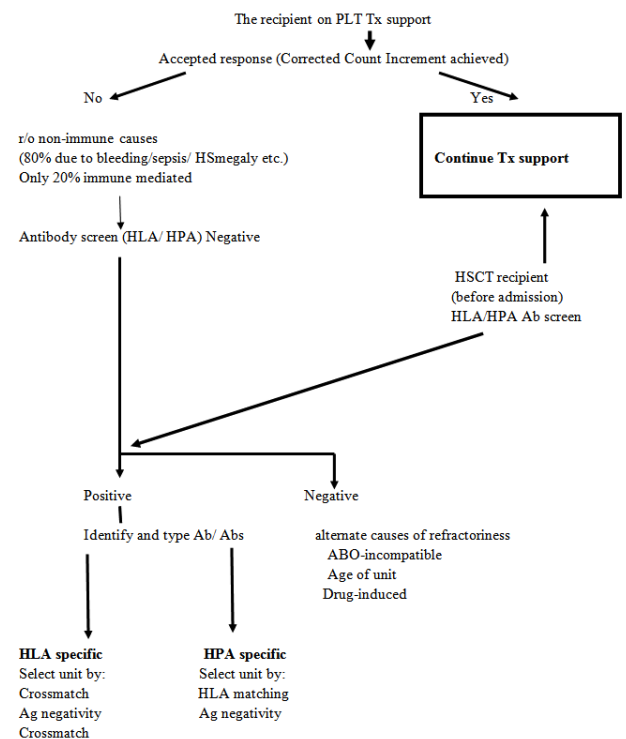 The recipient on PLT Tx support
Accepted response (Corrected Count Increment achieved)
No
Yes
r/o non-immune causes
(80% due to bleeding/sepsis/ HSmegaly etc.)
Only 20% immune mediated
Continue Tx support
Antibody screen (HLA/ HPA) Negative
HSCT recipient
(before admission)
HLA/HPA Ab screen
Positive
Negative
Identify and type Ab/ Abs
alternate causes of refractoriness
ABO-incompatible
Age of unit
Drug-induced
HLA specific
Select unit by:
Crossmatch
Ag negativity
Crossmatch
HPA specific
Select unit by:
HLA matching
Ag negativity